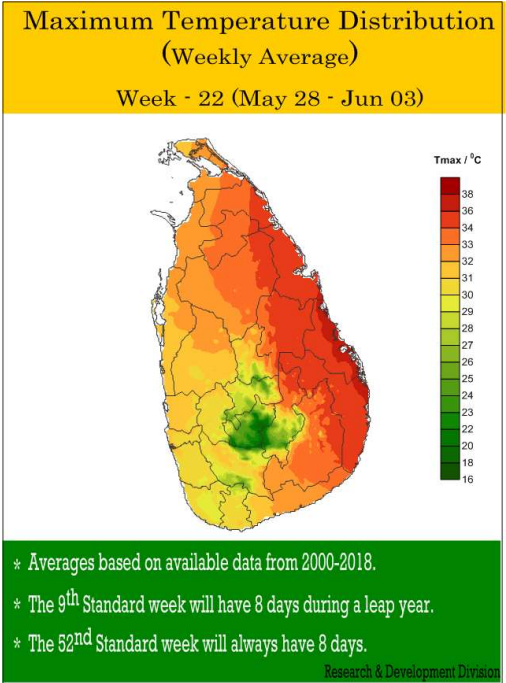 Maximum Temperature Distribution
(Weekly Average)
Week - 22 (May 28 - Jun 03)
Tmax / ⁰C
38
36
34
33
32
31
30
29
28
27
26
25
24
23
22
20
18
16
* Averages based on available data from 2000-2018.
* The 9th Standard week will have 8 days during a leap year.
* The 52nd Standard week will always have 8 days.
Research & Development Division